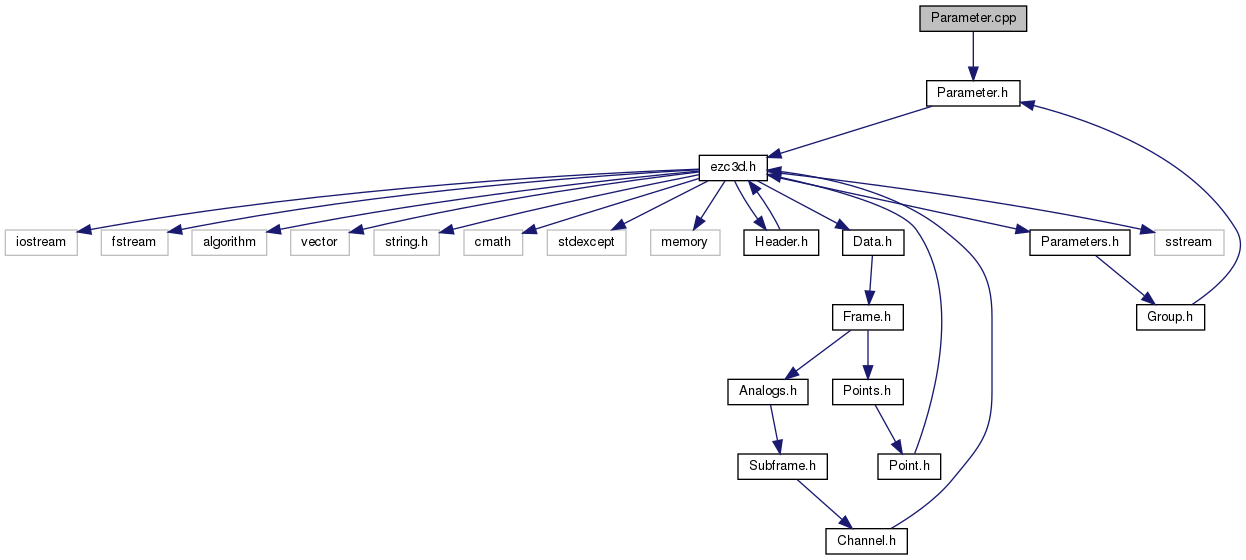 Parameter.cpp
Parameter.h
ezc3d.h
iostream
fstream
algorithm
vector
string.h
cmath
stdexcept
memory
Header.h
Data.h
Parameters.h
sstream
Frame.h
Group.h
Analogs.h
Points.h
Subframe.h
Point.h
Channel.h